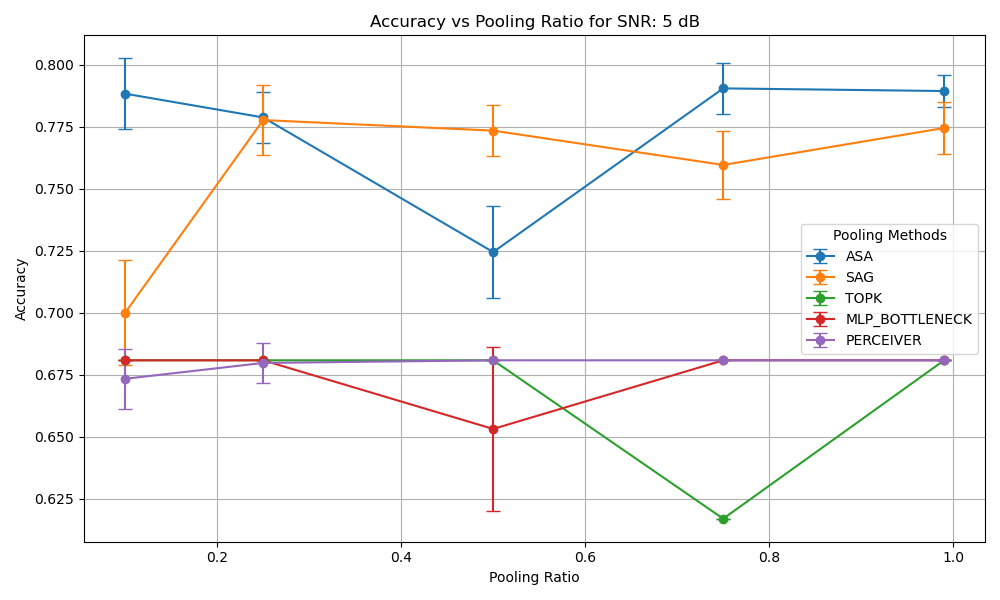 Accuracy vs Pooling Ratio for SNR: 5 dB
Accuracy
0.800
0.775
0.750
0.725
0.700
0.675
0.650
0.625
Pooling Methods
ASA
SAG
TOPK
MLP_BOTTLENECK
PERCEIVER
0.2 0.4 0.6 0.8 1.0
Pooling Ratio